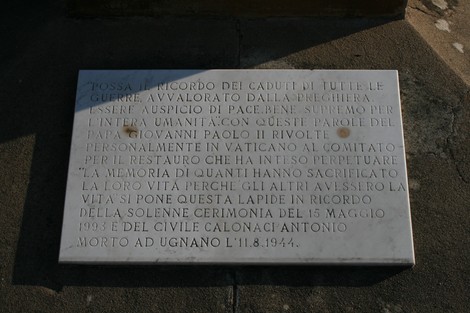 "POSSA IL RICORDO DEI CADUTI DI TUTTE LE
GUERRE, AVVALORATO DALLA PREGHIERA,
ESSERE AUSPICIO DI PACE, BENE SUPREMO PER
L'INTERA UMANITÀ" CON QUESTE PAROLE DEL
PAPA GIOVANNI PAOLO II RIVOLTE
PERSONALMENTE IN VATICANO AL COMITATO
PER IL RESTAURO CHE HA INTESO PERPETUARE
"LA MEMORIA DI QUANTI HANNO SACRIFICATO
LA LORO VITA PERCHÈ GLI ALTRI AVESSERO LA
VITA SI PONE QUESTA LAPIDE IN RICORDO
DELLA SOLENNE CERIMONIA DEL 15 MAGGIO
1993 E DEL CIVILE CALONACI ANTONIO
MORTO AD UGNANO L'11.8.1944.